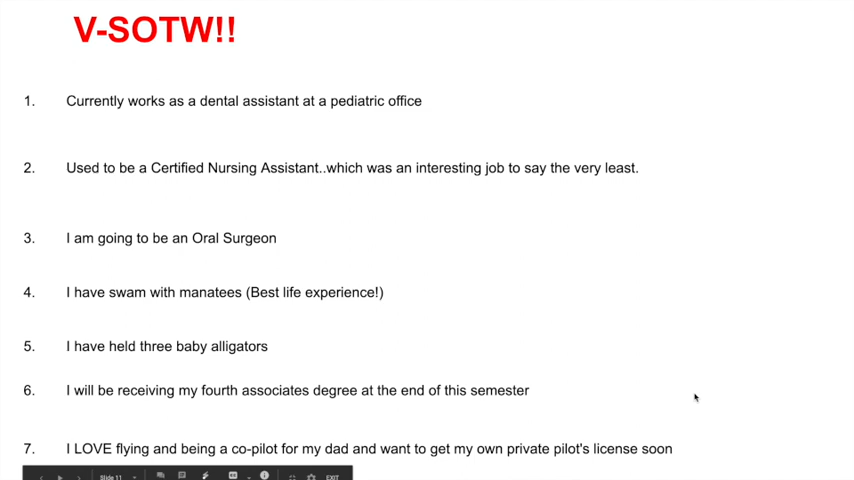 V-SOTW!!
1. Currently works as a dental assistant at a pediatric office
2. Used to be a Certified Nursing Assistant..which was an interesting job to say the very least.
3. I am going to be an Oral Surgeon
4. I have swam with manatees (Best life experience!)
5. I have held three baby alligators
6. I will be receiving my fourth associates degree at the end of this semester
7. I LOVE flying and being a co-pilot for my dad and want to get my own private pilot's license soon
Slide 11 EXIT